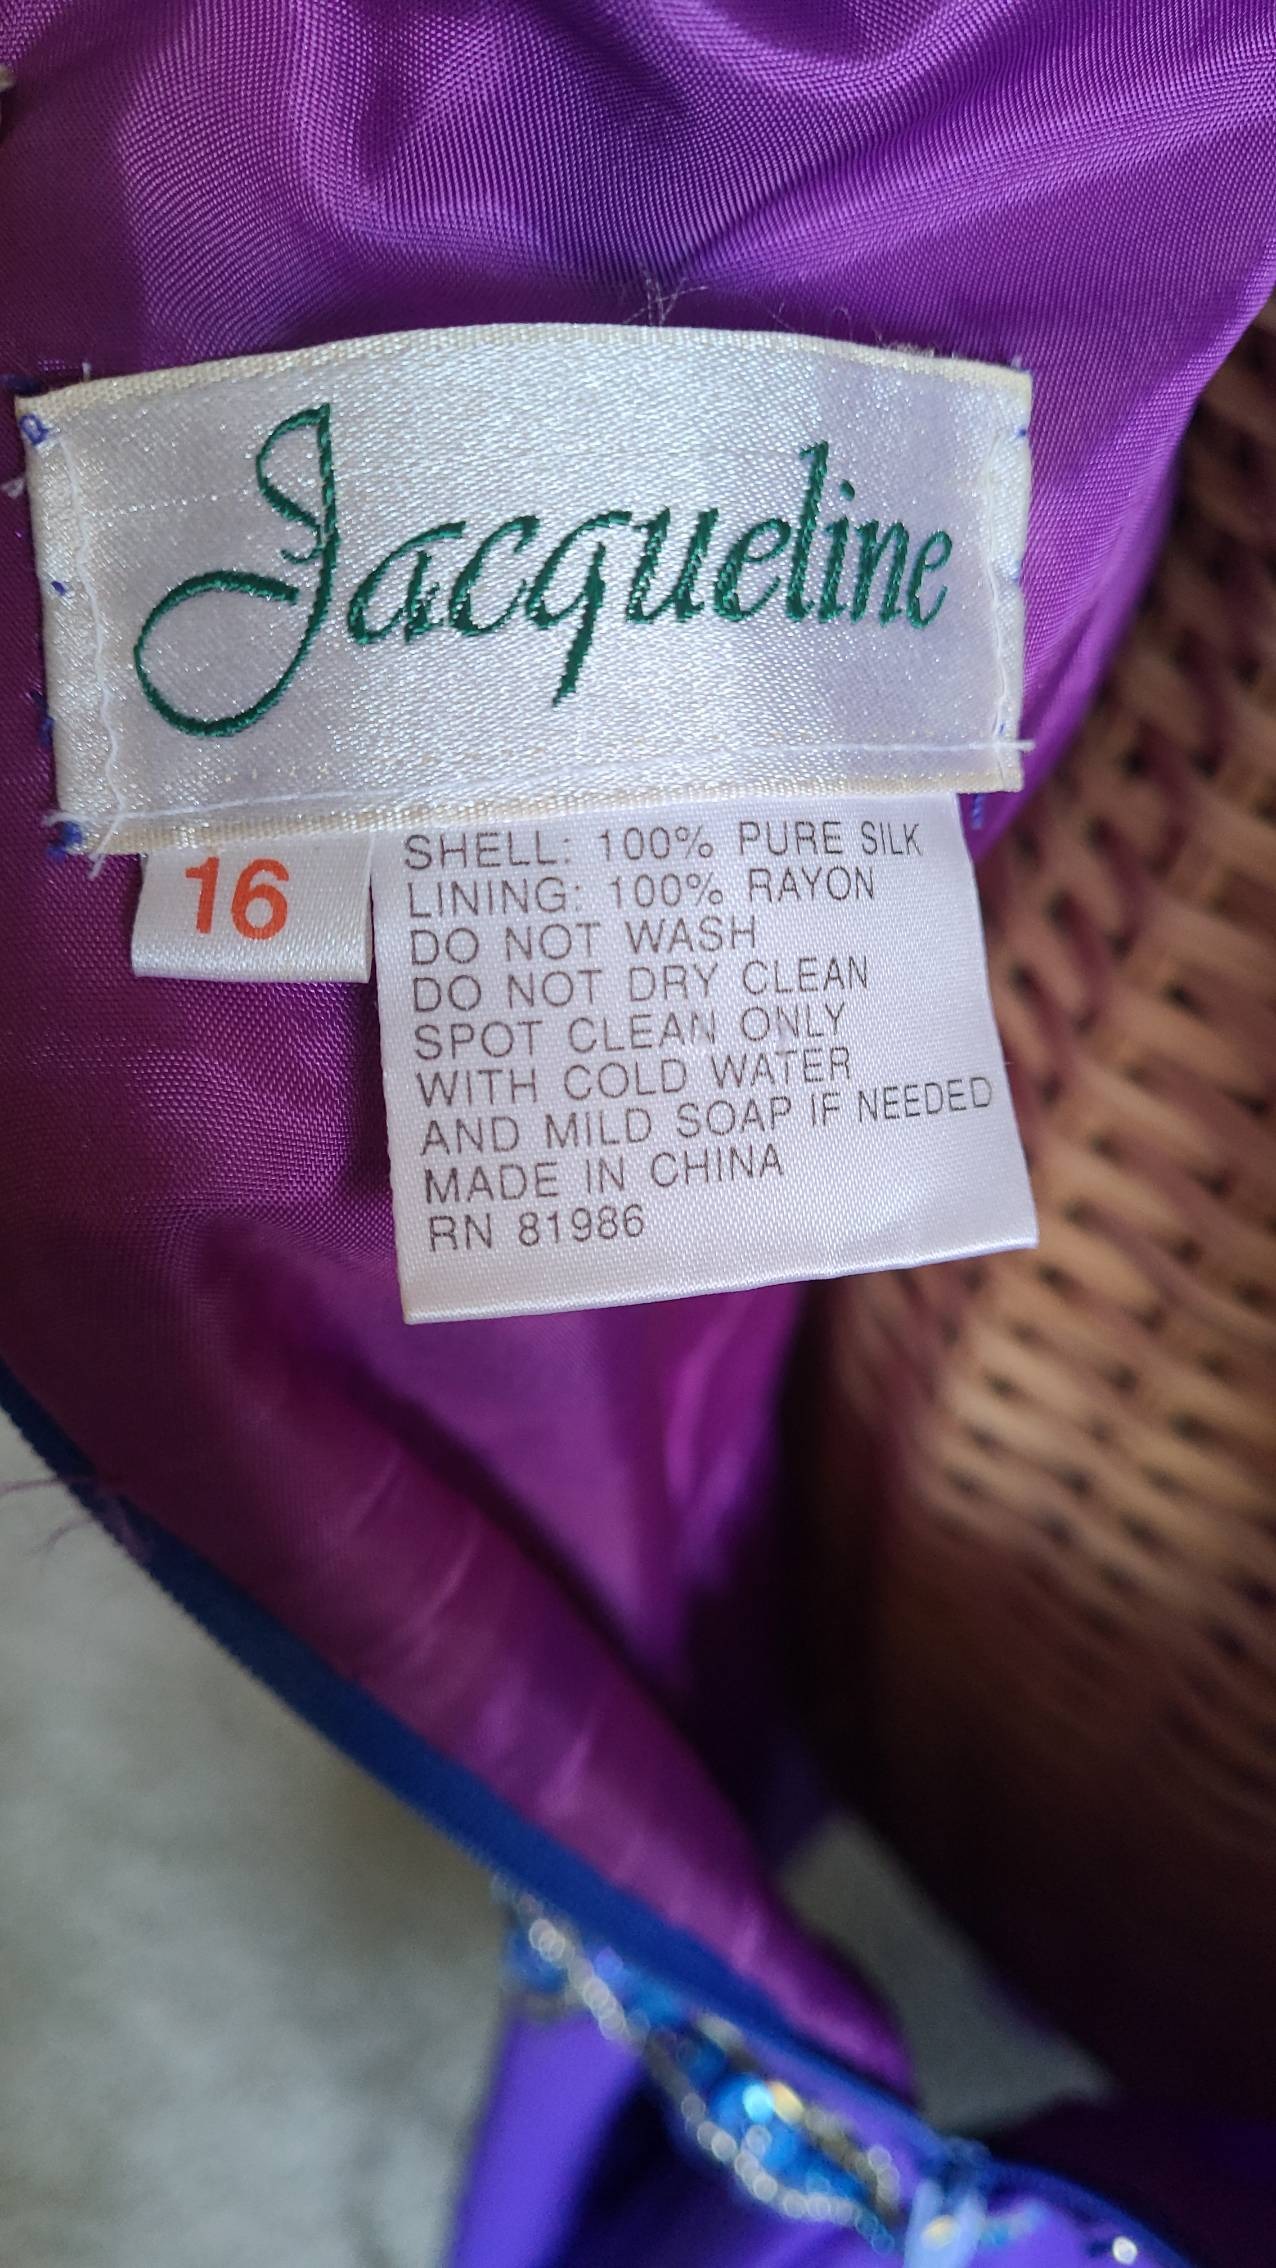 Jacqueline
16
SHELL: 100% PURE SILK
LINING: 100% RAYON
DO NOT WASH
DO NOT DRY CLEAN
SPOT CLEAN ONLY
WITH COLD WATER
AND MILD SOAP IF NEEDED
MADE IN CHINA
RN 81986